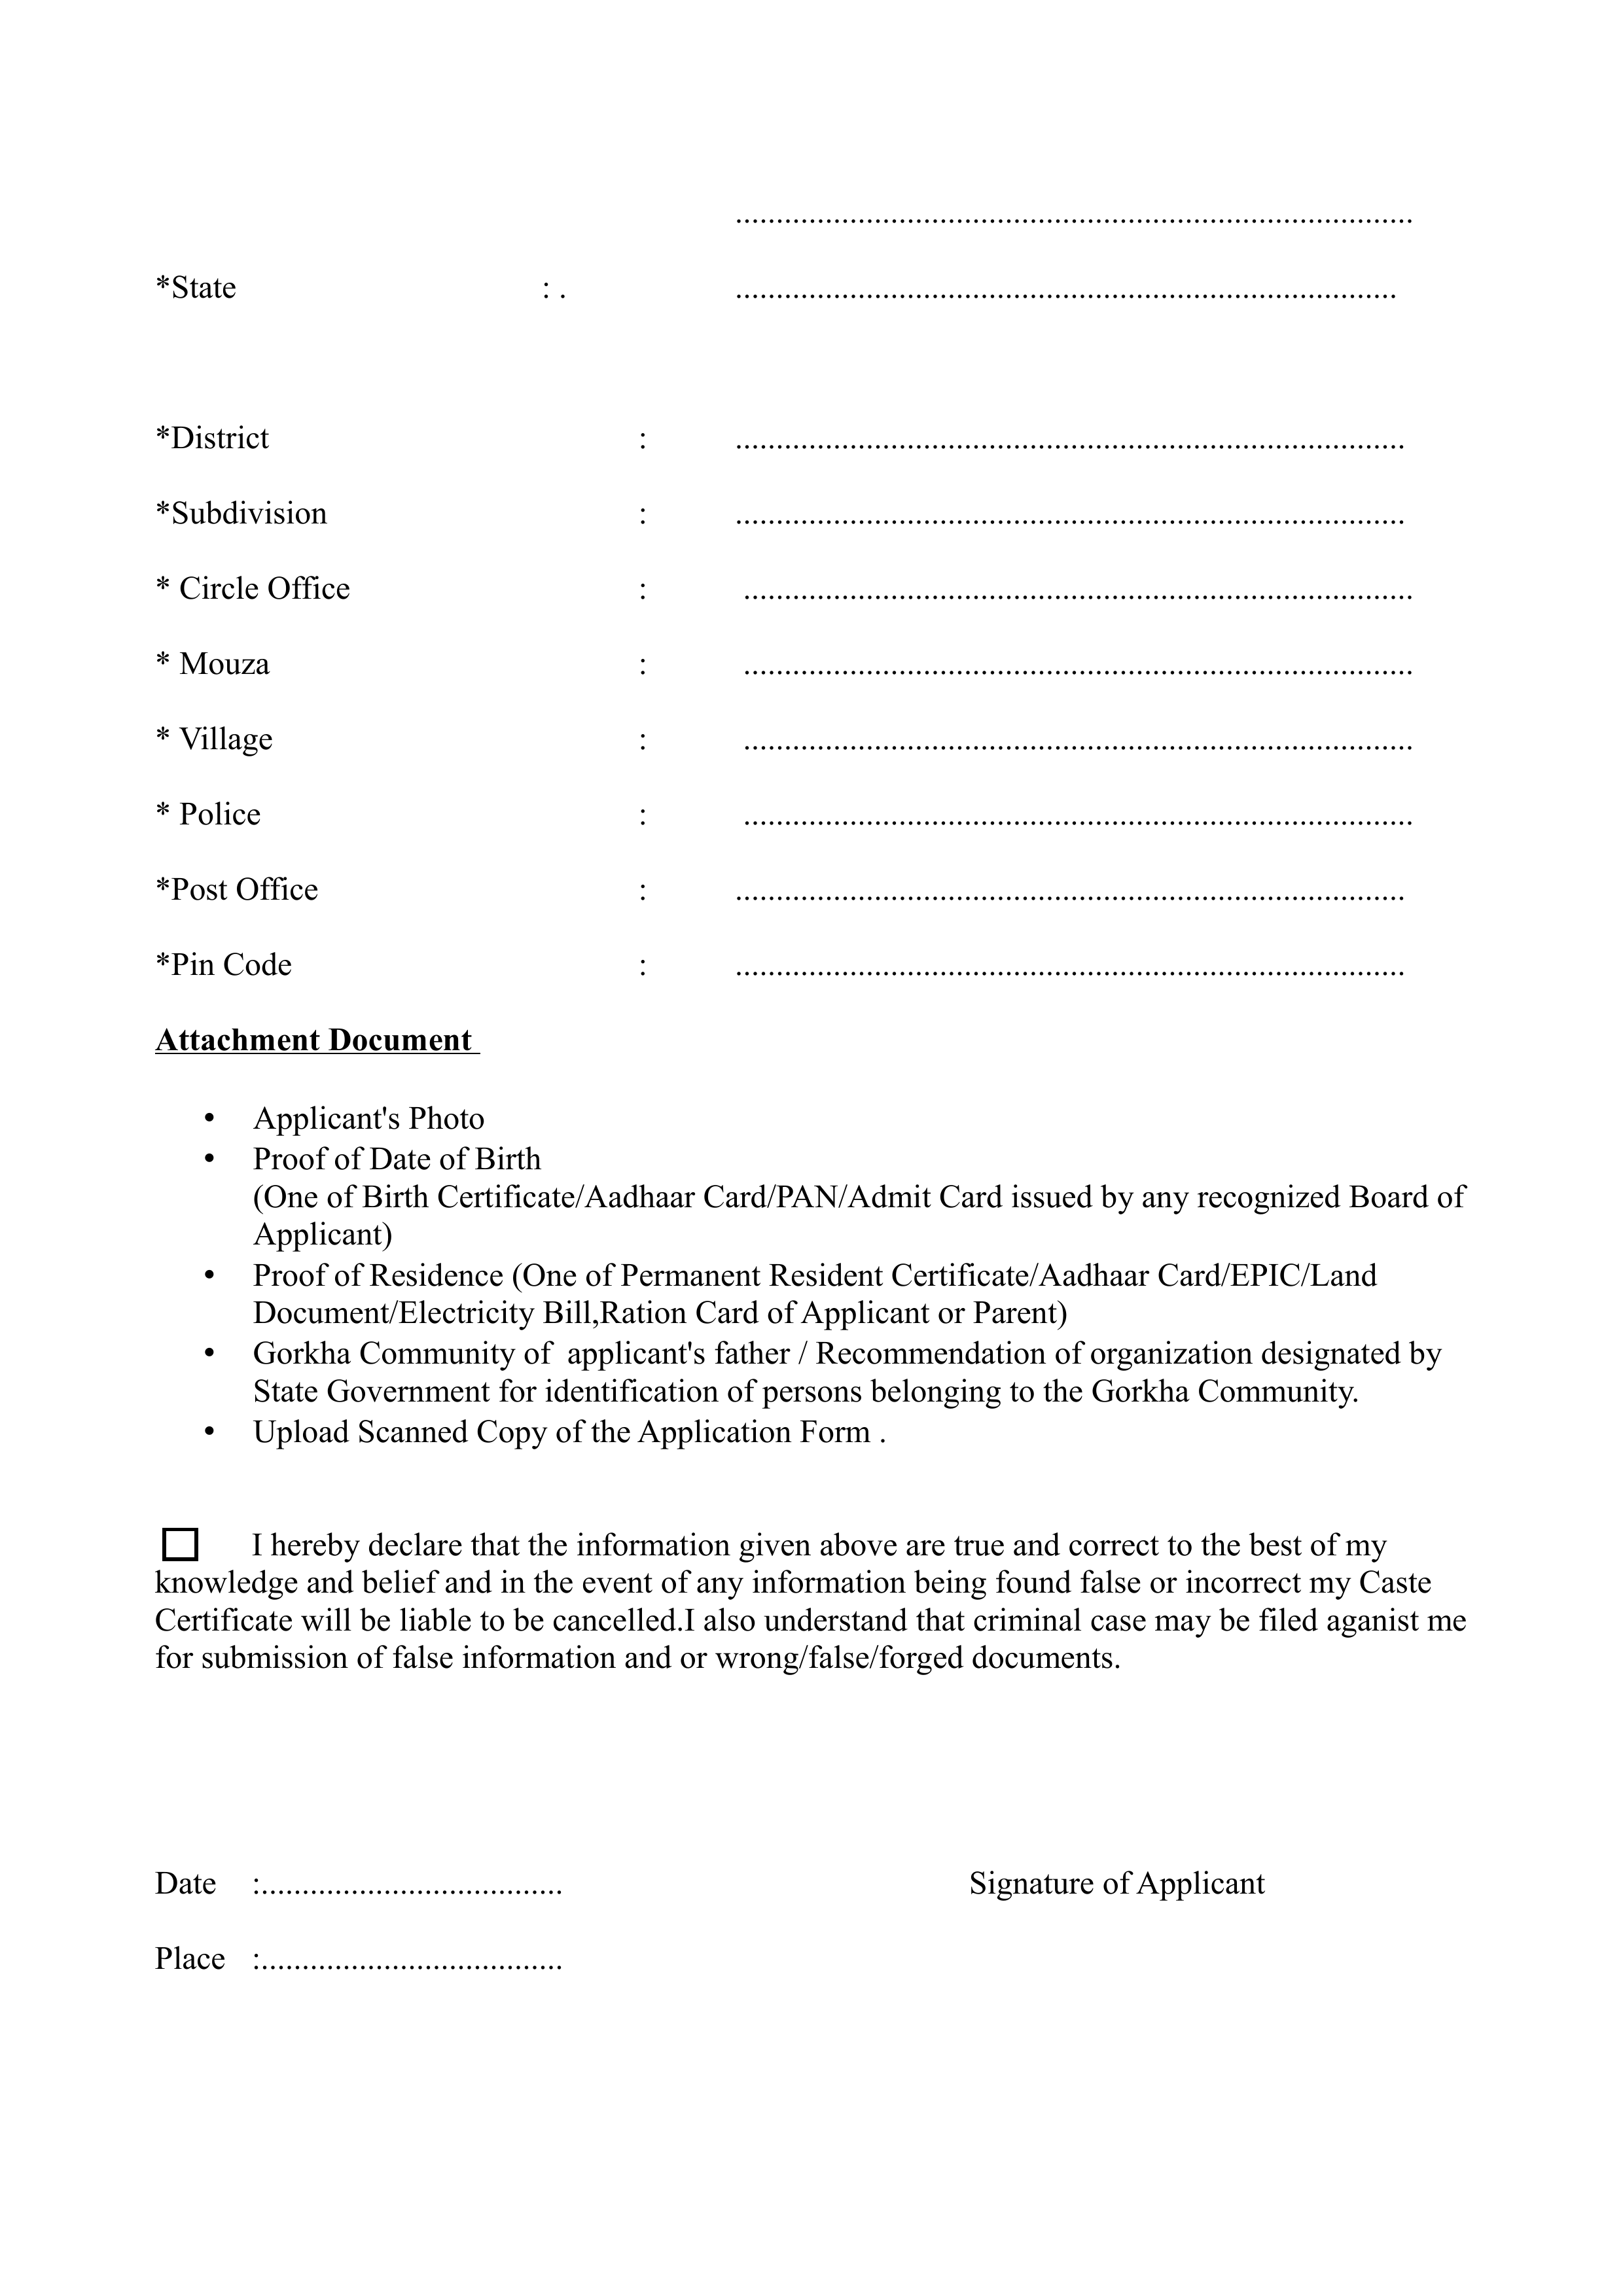 ................................................................................
*State : . ................................................................................
*District : ................................................................................
*Subdivision : ................................................................................
* Circle Office : ................................................................................
* Mouza : ................................................................................
* Village : ................................................................................
* Police : ................................................................................
*Post Office : ................................................................................
*Pin Code : ................................................................................
Attachment Document
• Applicant's Photo
• Proof of Date of Birth
(One of Birth Certificate/Aadhaar Card/PAN/Admit Card issued by any recognized Board of
Applicant)
• Proof of Residence (One of Permanent Resident Certificate/Aadhaar Card/EPIC/Land
Document/Electricity Bill,Ration Card of Applicant or Parent)
• Gorkha Community of applicant's father / Recommendation of organization designated by
State Government for identification of persons belonging to the Gorkha Community.
• Upload Scanned Copy of the Application Form .
☐ I hereby declare that the information given above are true and correct to the best of my
knowledge and belief and in the event of any information being found false or incorrect my Caste
Certificate will be liable to be cancelled.I also understand that criminal case may be filed aganist me
for submission of false information and or wrong/false/forged documents.
Date :..................................... Signature of Applicant
Place :.....................................